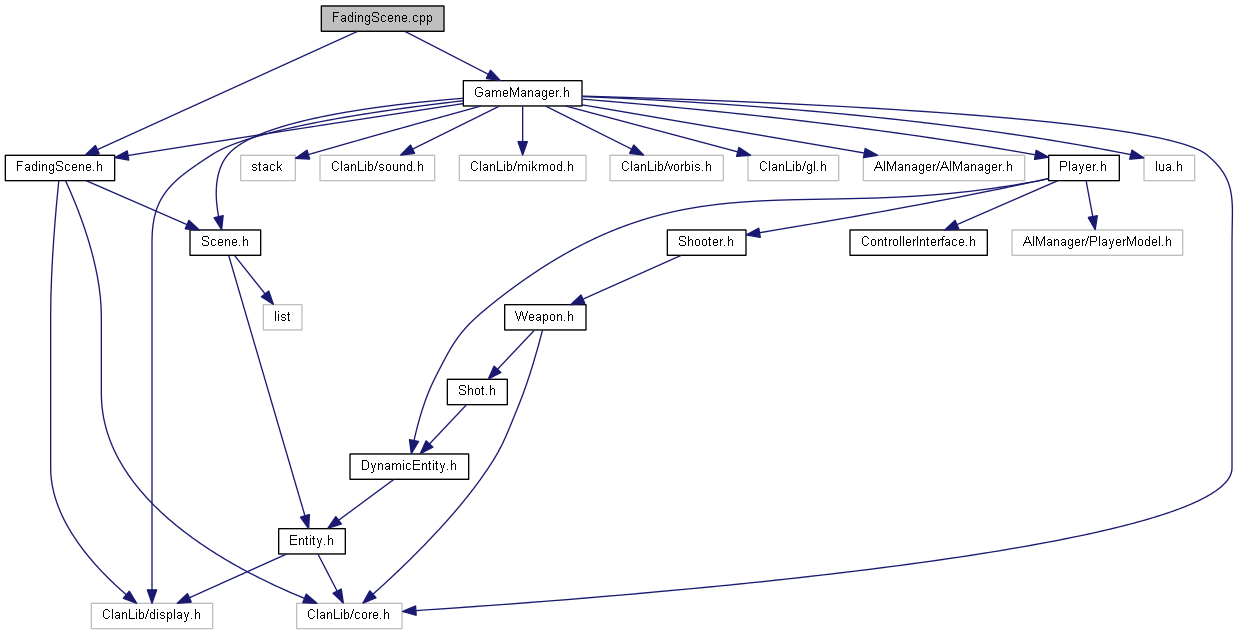 FadingScene.cpp
GameManager.h
FadingScene.h
stack
ClanLib/sound.h
ClanLib/mikmod.h
ClanLib/vorbis.h
ClanLib/gl.h
AIManager/AIManager.h
Player.h
lua.h
Scene.h
Shooter.h
ControllerInterface.h
AIManager/PlayerModel.h
list
Weapon.h
Shot.h
DynamicEntity.h
Entity.h
ClanLib/display.h
ClanLib/core.h